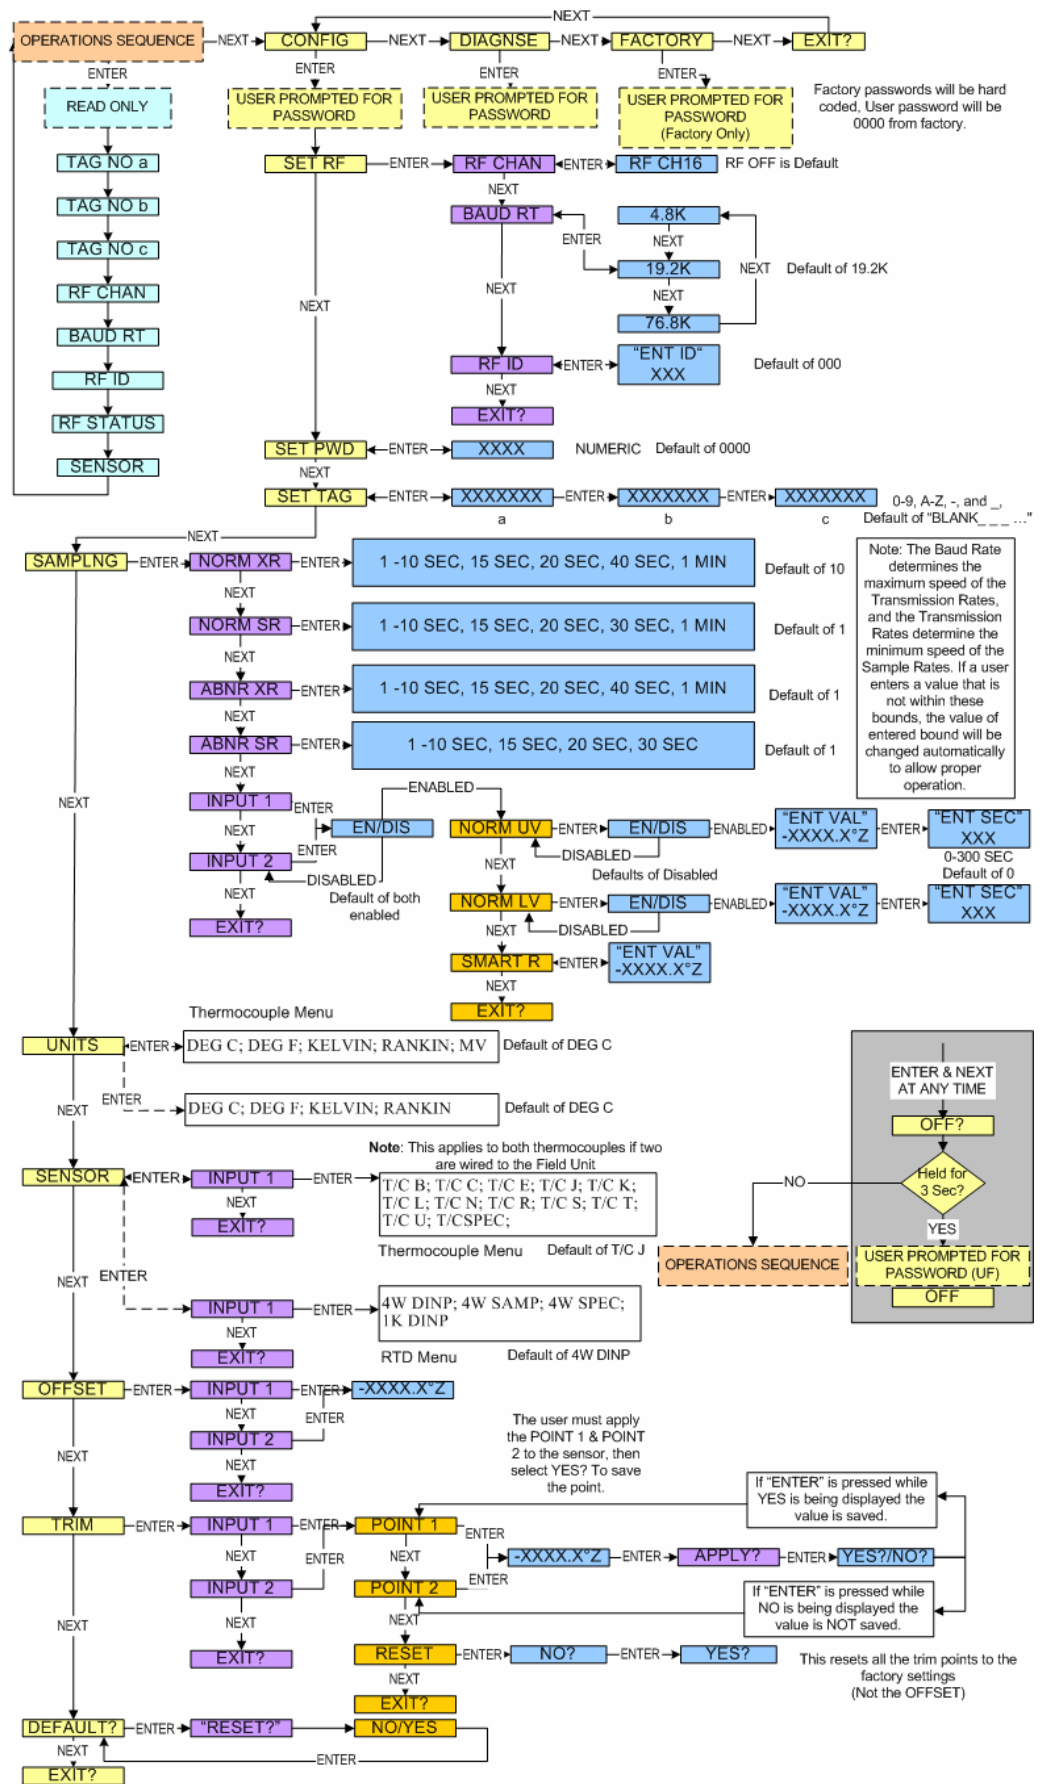 NEXT
OPERATIONS SEQUENCE
NEXT
CONFIG
NEXT
DIAGNSE
NEXT
FACTORY
NEXT
EXIT?
ENTER
ENTER
ENTER
ENTER
READ ONLY
USER PROMPTED FOR
PASSWORD
USER PROMPTED FOR
PASSWORD
USER PROMPTED FOR
PASSWORD
(Factory Only)
Factory passwords will be hard
coded, User password will be
0000 from factory.
TAG NO a
TAG NO b
TAG NO c
RF CHAN
BAUD RT
RF ID
RF STATUS
SENSOR
SET RF
ENTER
RF CHAN
ENTER
RF CH16
RF OFF is Default
NEXT
BAUD RT
ENTER
4.8K
NEXT
19.2K
NEXT
Default of 19.2K
NEXT
76.8K
NEXT
NEXT
RF ID
ENTER
"ENT ID"
XXX
Default of 000
NEXT
EXIT?
SET PWD
ENTER
XXXX
NUMERIC
Default of 0000
NEXT
SET TAG
ENTER
XXXXXXX
ENTER
XXXXXXX
ENTER
XXXXXXX
a
b
c
0-9, A-Z, -, and _,
Default of "BLANK_ _ _ ..."
NEXT
SAMPLNG
ENTER
NORM XR
ENTER
1 -10 SEC, 15 SEC, 20 SEC, 40 SEC, 1 MIN
Default of 10
NEXT
NORM SR
ENTER
1 -10 SEC, 15 SEC, 20 SEC, 30 SEC, 1 MIN
Default of 1
NEXT
ABNR XR
ENTER
1 -10 SEC, 15 SEC, 20 SEC, 40 SEC, 1 MIN
Default of 1
NEXT
ABNR SR
ENTER
1 -10 SEC, 15 SEC, 20 SEC, 30 SEC
Default of 1
NEXT
Note: The Baud Rate
determines the
maximum speed of the
Transmission Rates,
and the Transmission
Rates determine the
minimum speed of the
Sample Rates. If a user
enters a value that is
not within these
bounds, the value of
entered bound will be
changed automatically
to allow proper
operation.
NEXT
INPUT 1
ENTER
NEXT
EN/DIS
ENTER
INPUT 2
NEXT
EXIT?
ENABLED
DISABLED
Default of both
enabled
NORM UV
ENTER
EN/DIS
ENABLED
"ENT VAL"
-XXXX.X°Z
ENTER
"ENT SEC"
XXX
DISABLED
NEXT
Defaults of Disabled
0-300 SEC
Default of 0
NORM LV
ENTER
EN/DIS
ENABLED
"ENT VAL"
-XXXX.X°Z
ENTER
"ENT SEC"
XXX
DISABLED
NEXT
SMART R
ENTER
"ENT VAL"
-XXXX.X°Z
NEXT
EXIT?
Thermocouple Menu
UNITS
ENTER
DEG C; DEG F; KELVIN; RANKIN; MV
Default of DEG C
ENTER
NEXT
DEG C; DEG F; KELVIN; RANKIN
Default of DEG C
Note: This applies to both thermocouples if two
are wired to the Field Unit
SENSOR
ENTER
INPUT 1
ENTER
T/C B; T/C C; T/C E; T/C J; T/C K;
T/C L; T/C N; T/C R; T/C S; T/C T;
T/C U; T/CSPEC;
NEXT
EXIT?
Thermocouple Menu
Default of T/C J
ENTER
NEXT
INPUT 1
ENTER
4W DINP; 4W SAMP; 4W SPEC;
1K DINP
NEXT
EXIT?
RTD Menu
Default of 4W DINP
ENTER & NEXT
AT ANY TIME
OFF?
Held for
3 Sec?
NO
YES
OPERATIONS SEQUENCE
USER PROMPTED FOR
PASSWORD (UF)
OFF
OFFSET
ENTER
INPUT 1
ENTER
-XXXX.X°Z
NEXT
ENTER
INPUT 2
NEXT
EXIT?
NEXT
The user must apply
the POINT 1 & POINT
2 to the sensor, then
select YES? To save
the point.
If "ENTER" is pressed while
YES is being displayed the
value is saved.
TRIM
ENTER
INPUT 1
ENTER
POINT 1
ENTER
NEXT
ENTER
NEXT
-XXXX.X°Z
ENTER
APPLY?
ENTER
YES?/NO?
INPUT 2
POINT 2
ENTER
If "ENTER" is pressed while
NO is being displayed the
value is NOT saved.
NEXT
NEXT
NEXT
EXIT?
RESET
ENTER
NO?
ENTER
YES?
This resets all the trim points to the
factory settings
(Not the OFFSET)
NEXT
EXIT?
DEFAULT?
ENTER
"RESET?"
NO/YES
NEXT
ENTER
EXIT?